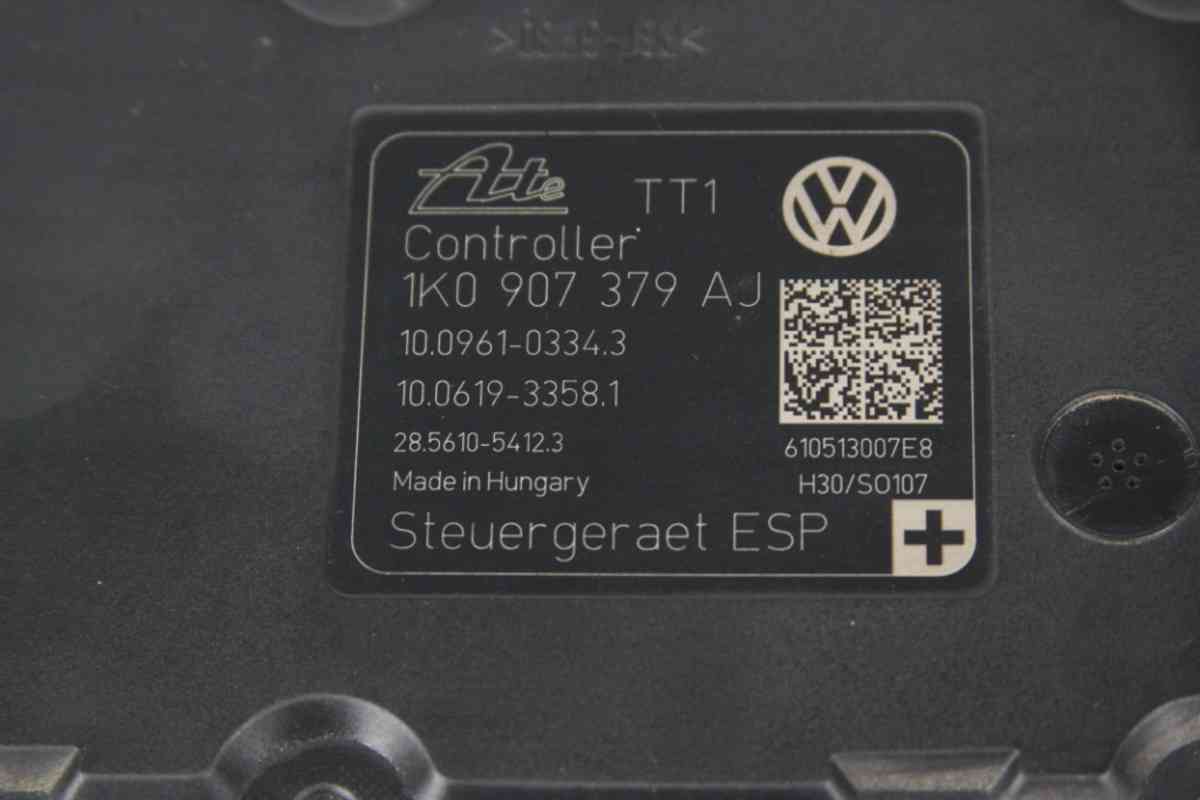 Ate TT1
Controller
1K0 907 379 AJ
10.0961-0334.3
10.0619-3358.1
28.5610-5412.3
610513007E8
Made in Hungary
H30/SO107
Steuergeraet ESP